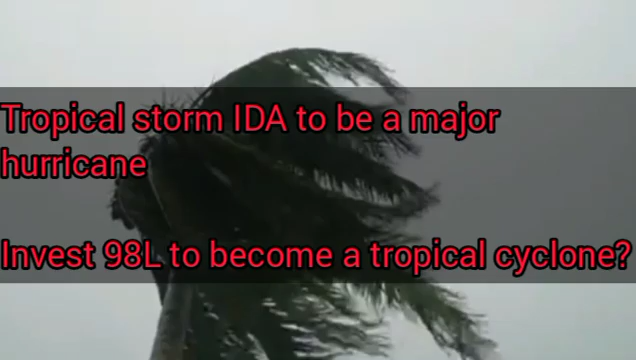 Tropical storm IDA to be a major
hurricane
Invest 98L to become a tropical cyclone?